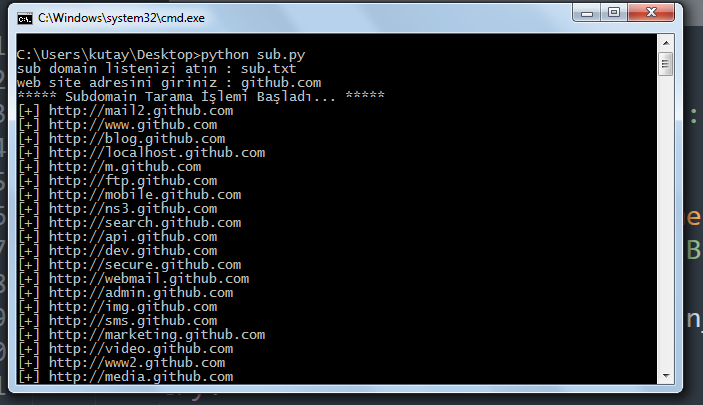 C:\Windows\system32\cmd.exe
C:\Users\kutay\Desktop>python sub.py
sub domain listenizi atın : sub.txt
web site adresini giriniz : github.com
***** Subdomain Tarama İşlemi Başladı... *****
[+] http://mail2.github.com
[+] http://www.github.com
[+] http://blog.github.com
[+] http://localhost.github.com
[+] http://m.github.com
[+] http://ftp.github.com
[+] http://mobile.github.com
[+] http://ns3.github.com
[+] http://search.github.com
[+] http://api.github.com
[+] http://dev.github.com
[+] http://secure.github.com
[+] http://webmail.github.com
[+] http://admin.github.com
[+] http://img.github.com
[+] http://sms.github.com
[+] http://marketing.github.com
[+] http://video.github.com
[+] http://www2.github.com
[+] http://media.github.com